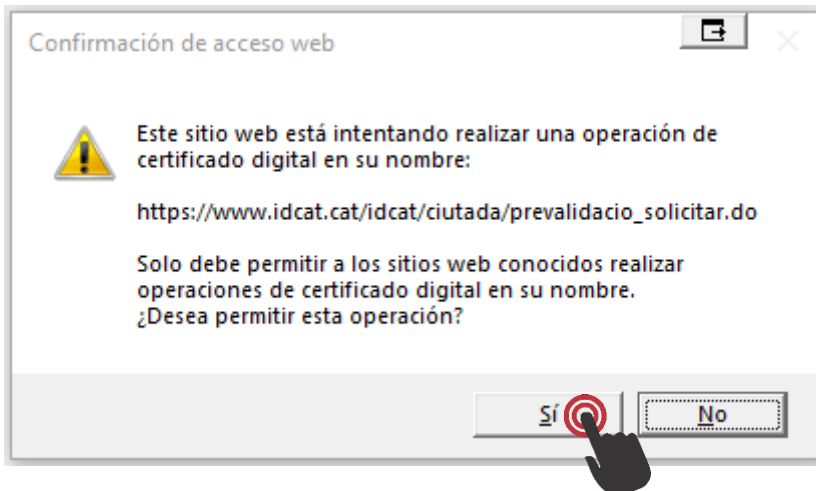 Confirmación de acceso web
Este sitio web está intentando realizar una operación de
certificado digital en su nombre:
https://www.idcat.cat/idcat/ciutada/prevalidacio_solicitar.do
Solo debe permitir a los sitios web conocidos realizar
operaciones de certificado digital en su nombre.
¿Desea permitir esta operación?
Sí
No